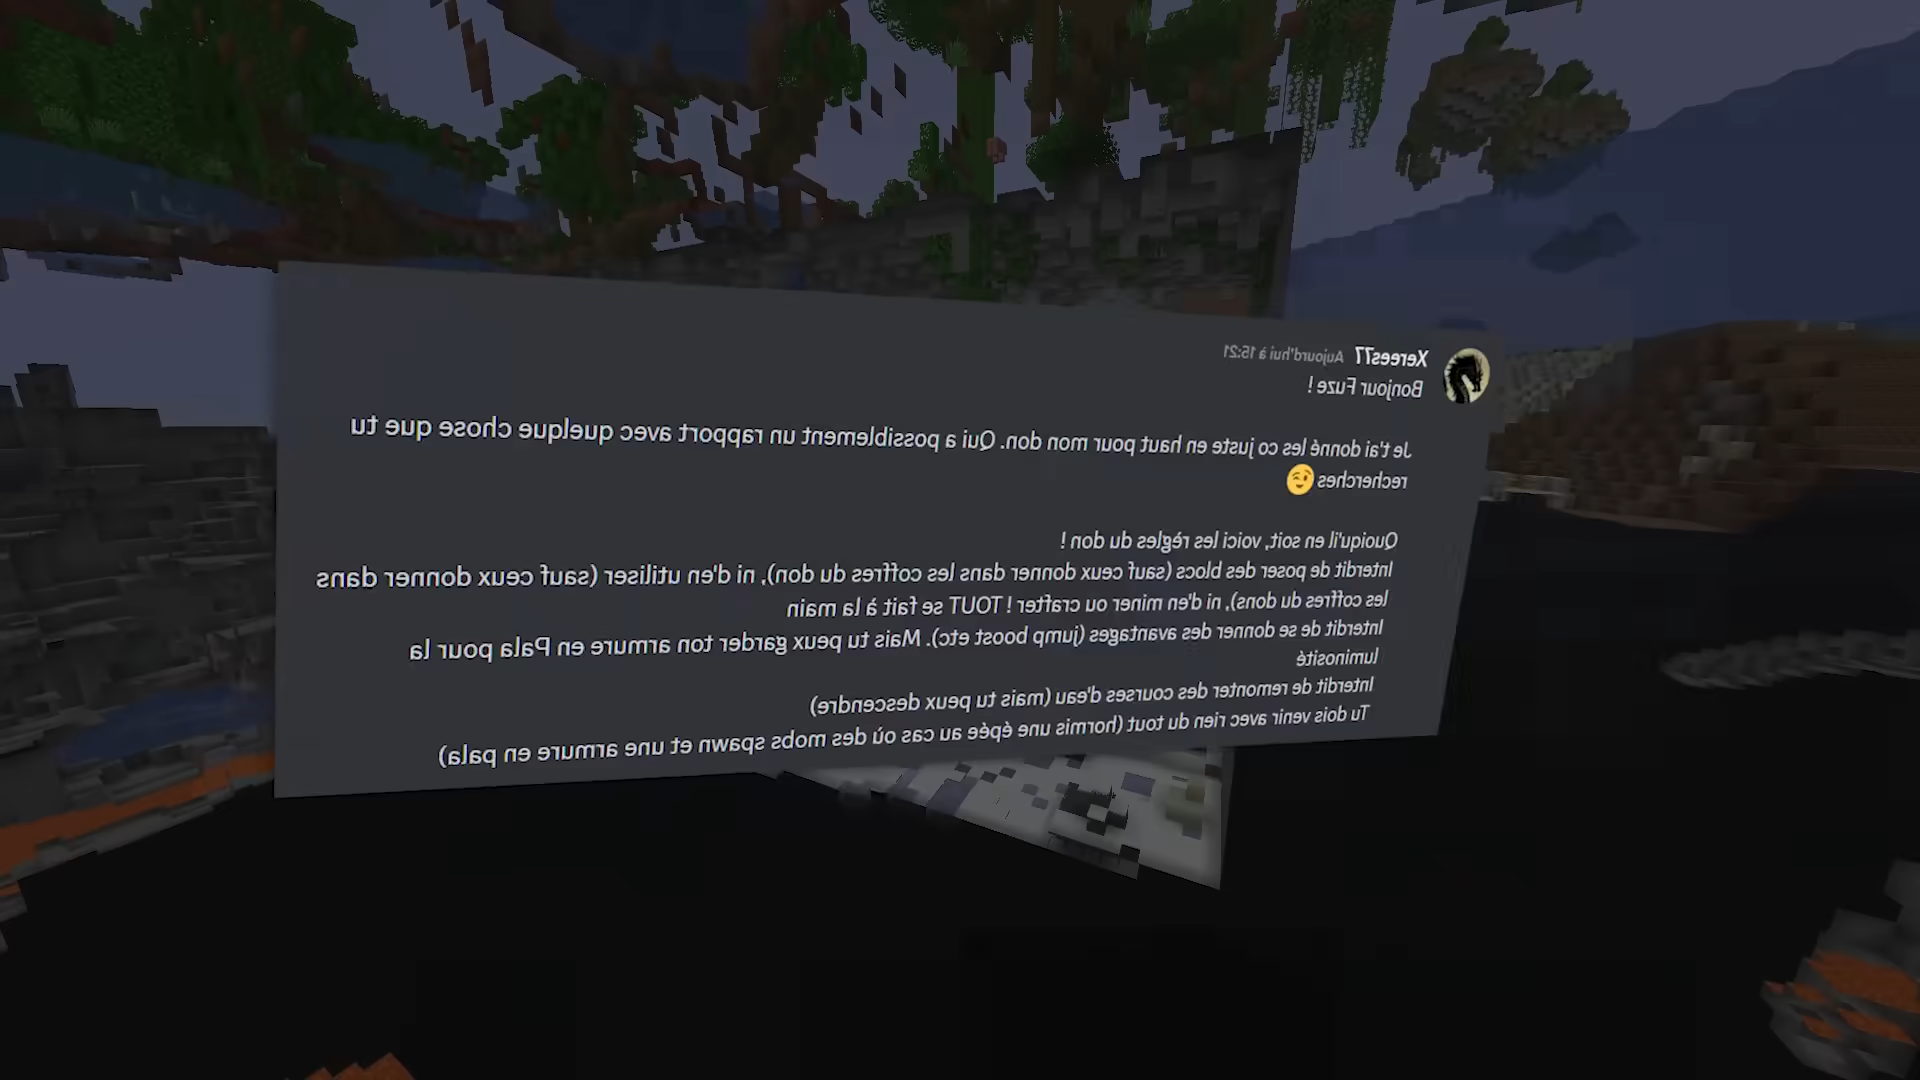 Xerees77 Aujourd'hui à 15:21
Bonjour Fuze !
Je t'ai donné les co juste en haut pour mon don. Qui a possiblement un rapport avec quelque chose que tu
recherches 😉
Quoiqu'il en soit, voici les règles du don !
Interdit de poser des blocs (sauf ceux donner dans les coffres du don), ni d'en utiliser (sauf ceux donner dans
les coffres du dons), ni d'en miner ou crafter ! TOUT se fait à la main
Interdit de se donner des avantages (jump boost etc). Mais tu peux garder ton armure en Pala pour la
luminosité
Interdit de remonter des courses d'eau (mais tu peux descendre)
Tu dois venir avec rien du tout (hormis une épée au cas où des mobs spawn et une armure en pala)